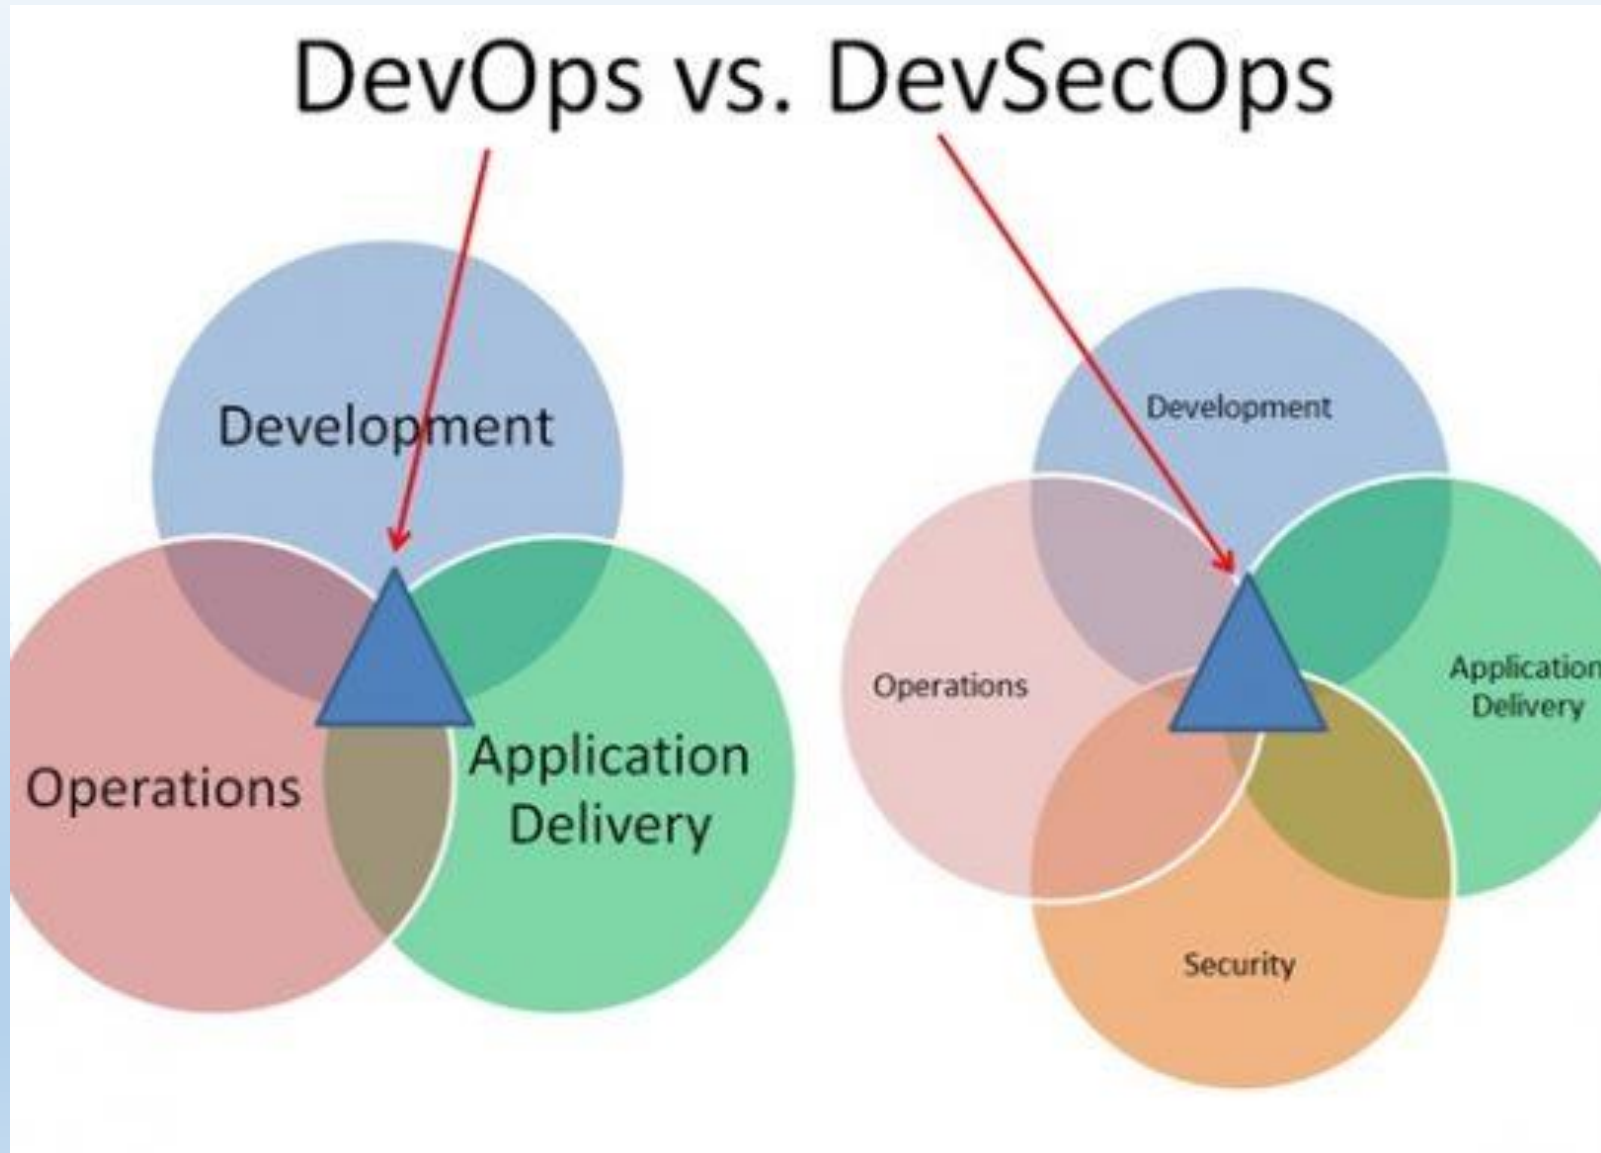 DevOps vs. DevSecOps
Development
Operations
Application
Delivery
Development
Operations
Application
Delivery
Security